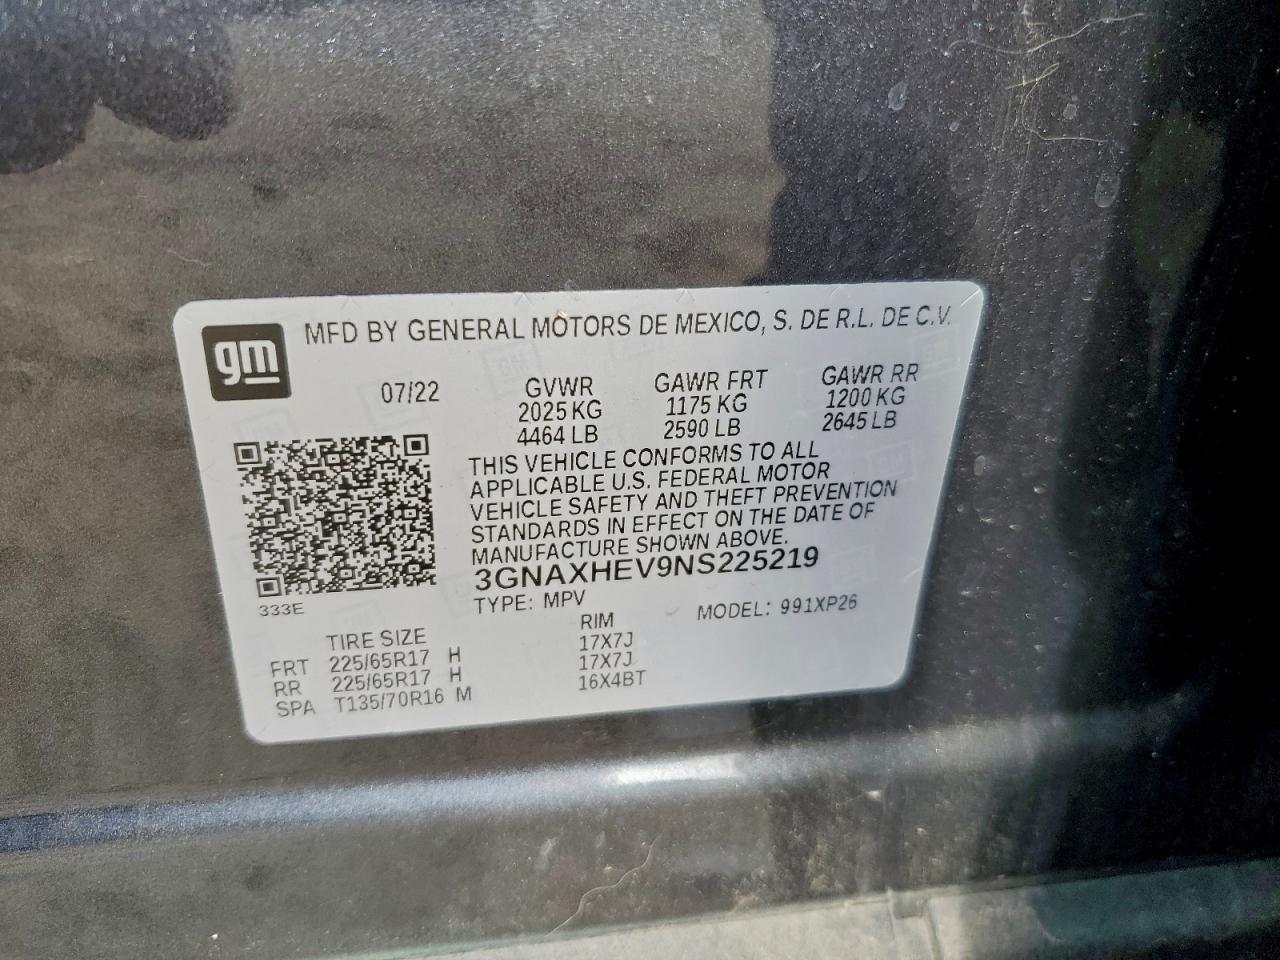 gm
MFD BY GENERAL MOTORS DE MEXICO, S. DE R.L. DE C.V.
07/22
GVWR GAWR FRT GAWR RR
2025 KG 1175 KG 1200 KG
4464 LB 2590 LB 2645 LB
THIS VEHICLE CONFORMS TO ALL
APPLICABLE U.S. FEDERAL MOTOR
VEHICLE SAFETY AND THEFT PREVENTION
STANDARDS IN EFFECT ON THE DATE OF
MANUFACTURE SHOWN ABOVE.
3GNAXHEV9NS225219
333E
TYPE: MPV MODEL: 991XP26
TIRE SIZE RIM
FRT 225/65R17 H 17X7J
RR 225/65R17 H 17X7J
SPA T135/70R16 M 16X4BT